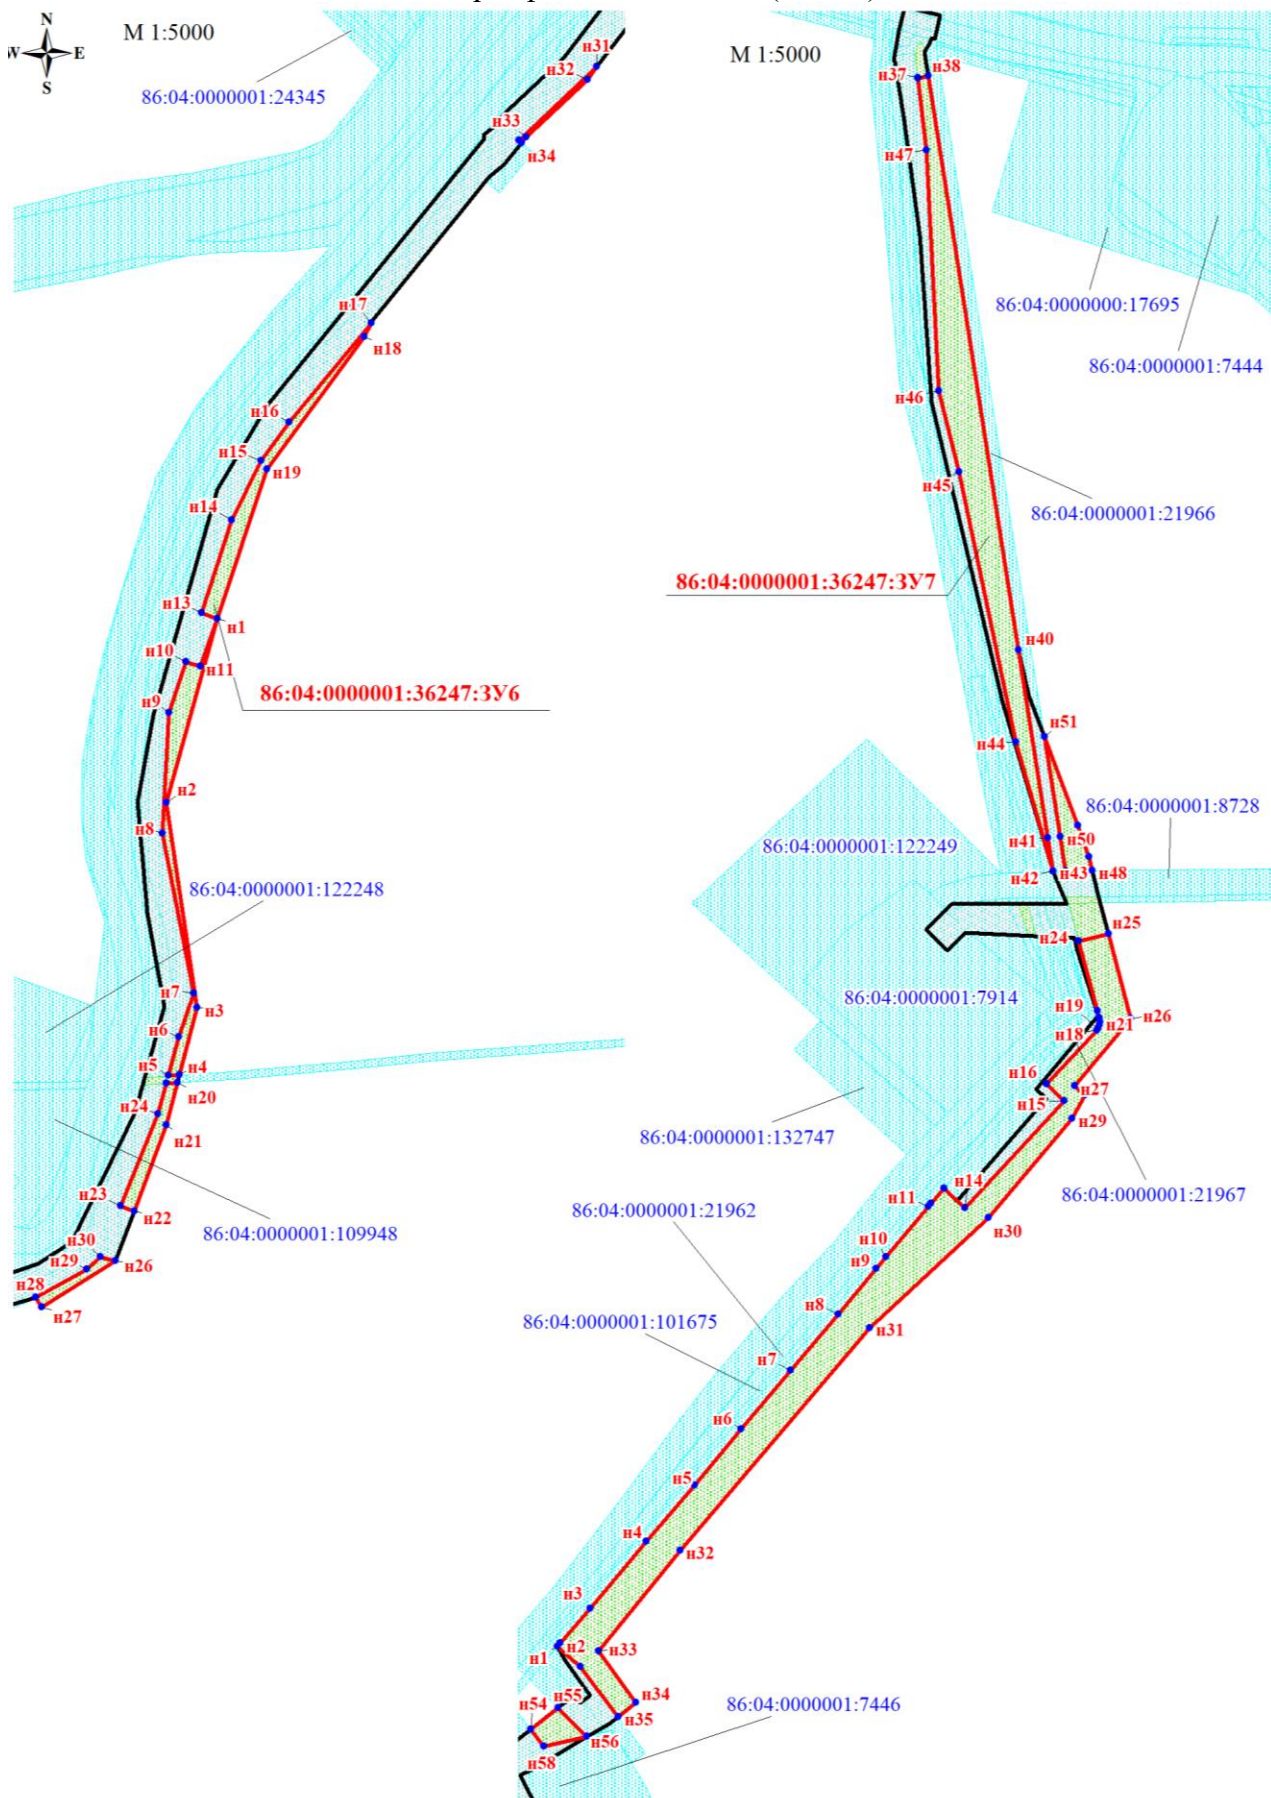 N
W
E
S
М 1:5000
86:04:0000001:24345
н31
н32
н33
н34
н17
н18
н16
н15
н19
н14
н13
н1
н10
н11
86:04:0000001:36247:ЗУ6
н9
н2
н8
86:04:0000001:122248
н7
н3
н6
н5
н4
н20
н24
н21
н23
н22
86:04:0000001:109948
н30
н29
н26
н28
н27
М 1:5000
н37
н38
н47
86:04:0000000:17695
86:04:0000001:7444
н46
н45
86:04:0000001:21966
86:04:0000001:36247:ЗУ7
н40
н51
н44
86:04:0000001:8728
н41
н50
86:04:0000001:122249
н42
н43
н48
н24
н25
86:04:0000001:7914
н19
н26
н21
н18
н16
н27
н15
н29
86:04:0000001:132747
н14
86:04:0000001:21967
н11
86:04:0000001:21962
н30
н10
н9
н8
86:04:0000001:101675
н31
н7
н6
н5
н4
н32
н3
н2
н1
н33
н55
н34
н54
н35
86:04:0000001:7446
н56
н58